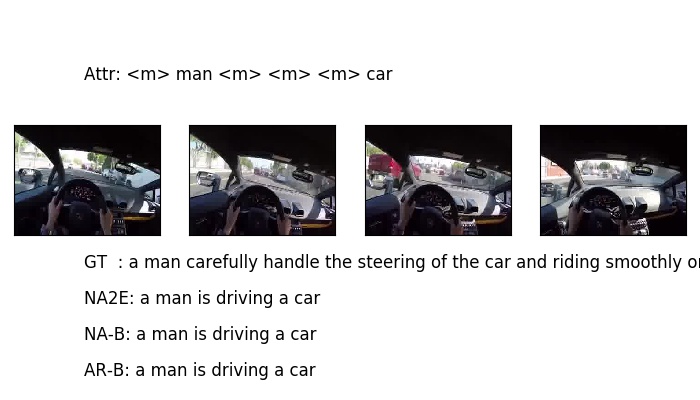 Attr: <m> man <m> <m> <m> car
GT : a man carefully handle the steering of the car and riding smoothly
NA2E: a man is driving a car
NA-B: a man is driving a car
AR-B: a man is driving a car